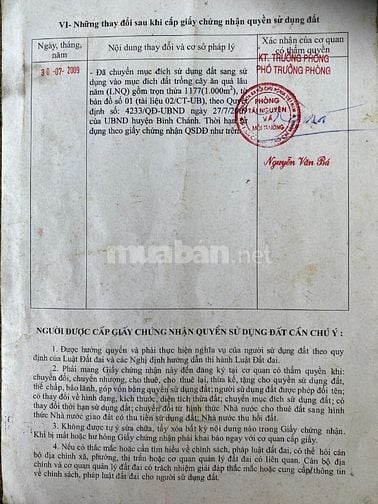 VI- Những thay đổi sau khi cấp giấy chứng nhận quyền sử dụng đất
Ngày, tháng, năm
Nội dung thay đổi và cơ sở pháp lý
Xác nhận của cơ quan có thẩm quyền
30-07-2009
- Đã chuyển mục đích sử dụng đất sang sử
dụng vào mục đích đất trồng cây ăn quả lâu
năm (LNQ) gồm trọn thửa 1177(1.000m²), tờ
bản đồ số 01 (tài liệu 02/CT-UB), theo Quyết
định số: 4233/QĐ-UBND ngày 27/7/2009
của UBND huyện Bình Chánh. Thời hạn sử
dụng theo giấy chứng nhận QSDĐ như trên.
KT. TRƯỞNG PHÒNG
PHÓ TRƯỞNG PHÒNG
PHÒNG
TÀI NGUYÊN
VÀ
MÔI TRƯỜNG
Nguyễn Văn Bá
muaban.net
NGƯỜI ĐƯỢC CẤP GIẤY CHỨNG NHẬN QUYỀN SỬ DỤNG ĐẤT CẦN CHÚ Ý :
1. Được hưởng quyền và phải thực hiện nghĩa vụ của người sử dụng đất theo quy
định của Luật Đất đai và các Nghị định hướng dẫn thi hành Luật Đất đai.
2. Phải mang Giấy chứng nhận này đến đăng ký tại cơ quan có thẩm quyền khi:
chuyển đổi, chuyển nhượng, cho thuê, cho thuê lại, thừa kế, tặng cho quyền sử dụng đất,
thế chấp, bảo lãnh, góp vốn bằng quyền sử dụng đất; người sử dụng đất được phép đổi tên;
có thay đổi về hình dạng, kích thước, diện tích thửa đất; chuyển mục đích sử dụng đất; có
thay đổi thời hạn sử dụng đất; chuyển đổi từ hình thức Nhà nước cho thuê đất sang hình
thức Nhà nước giao đất có thu tiền sử dụng đất; Nhà nước thu hồi đất.
3. Không được tự ý sửa chữa, tẩy xóa bất kỳ nội dung nào trong Giấy chứng nhận.
Khi bị mất hoặc hư hỏng Giấy chứng nhận phải khai báo ngay với cơ quan cấp giấy.
4. Nếu có thắc mắc hoặc cần tìm hiểu về chính sách, pháp luật đất đai, có thể hỏi cán
bộ địa chính xã, phường, thị trấn hoặc cơ quan quản lý đất đai có liên quan. Cán bộ địa
chính và cơ quan quản lý đất đai có trách nhiệm giải đáp thắc mắc hoặc cung cấp thông tin
về chính sách, pháp luật đất đai cho người sử dụng đất.